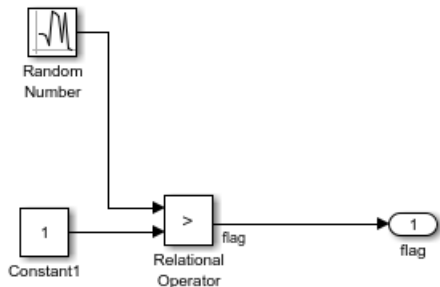 Random
Number
1
Constant1
>
Relational
Operator
flag
1
flag